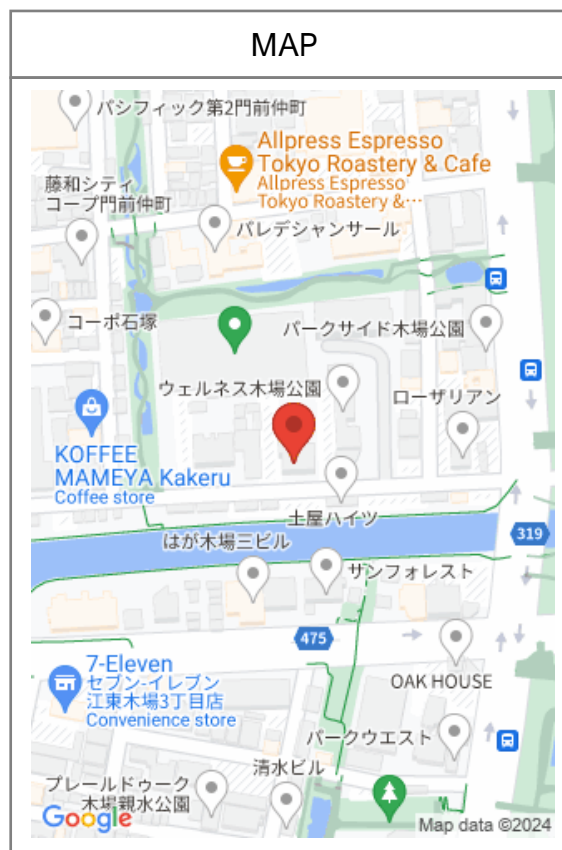 MAP
パシフィック第2門前仲町
Allpress Espresso
Tokyo Roastery & Cafe
Allpress Espresso
Tokyo Roastery &…
藤和シティ
コープ門前仲町
パレデシャンサール
コーポ石塚
パークサイド木場公園
ウェルネス木場公園
ローザリアン
KOFFEE
MAMEYA Kakeru
Coffee store
土屋ハイツ
319
はが木場三ビル
サンフォレスト
475
7-Eleven
セブン-イレブン
江東木場3丁目店
Convenience store
OAK HOUSE
パークウエスト
清水ビル
プレールドゥーク
木場親水公園
Google
Map data ©2024